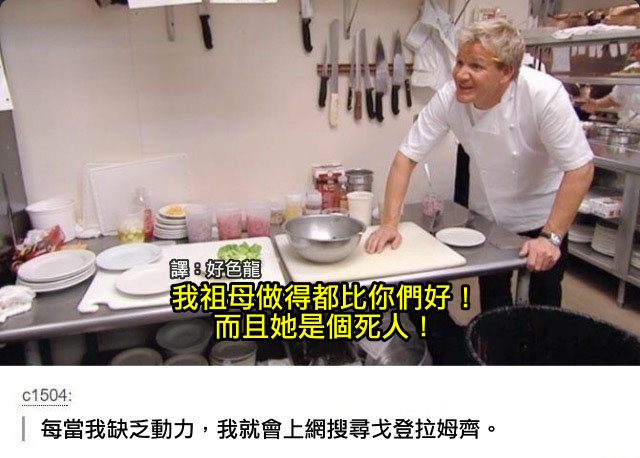 譯：好色龍
我祖母做得都比你們好！
而且她是個死人！
c1504:
每當我缺乏動力，我就會上網搜尋戈登拉姆齊。